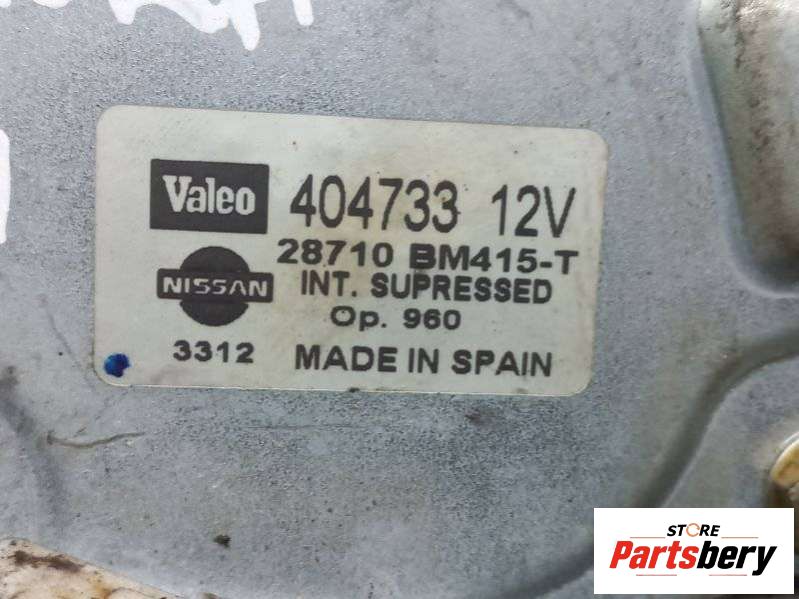 Valeo 404733 12V
28710 BM415-T
NISSAN INT. SUPRESSED
Op. 960
3312 MADE IN SPAIN
STORE
Partsbery